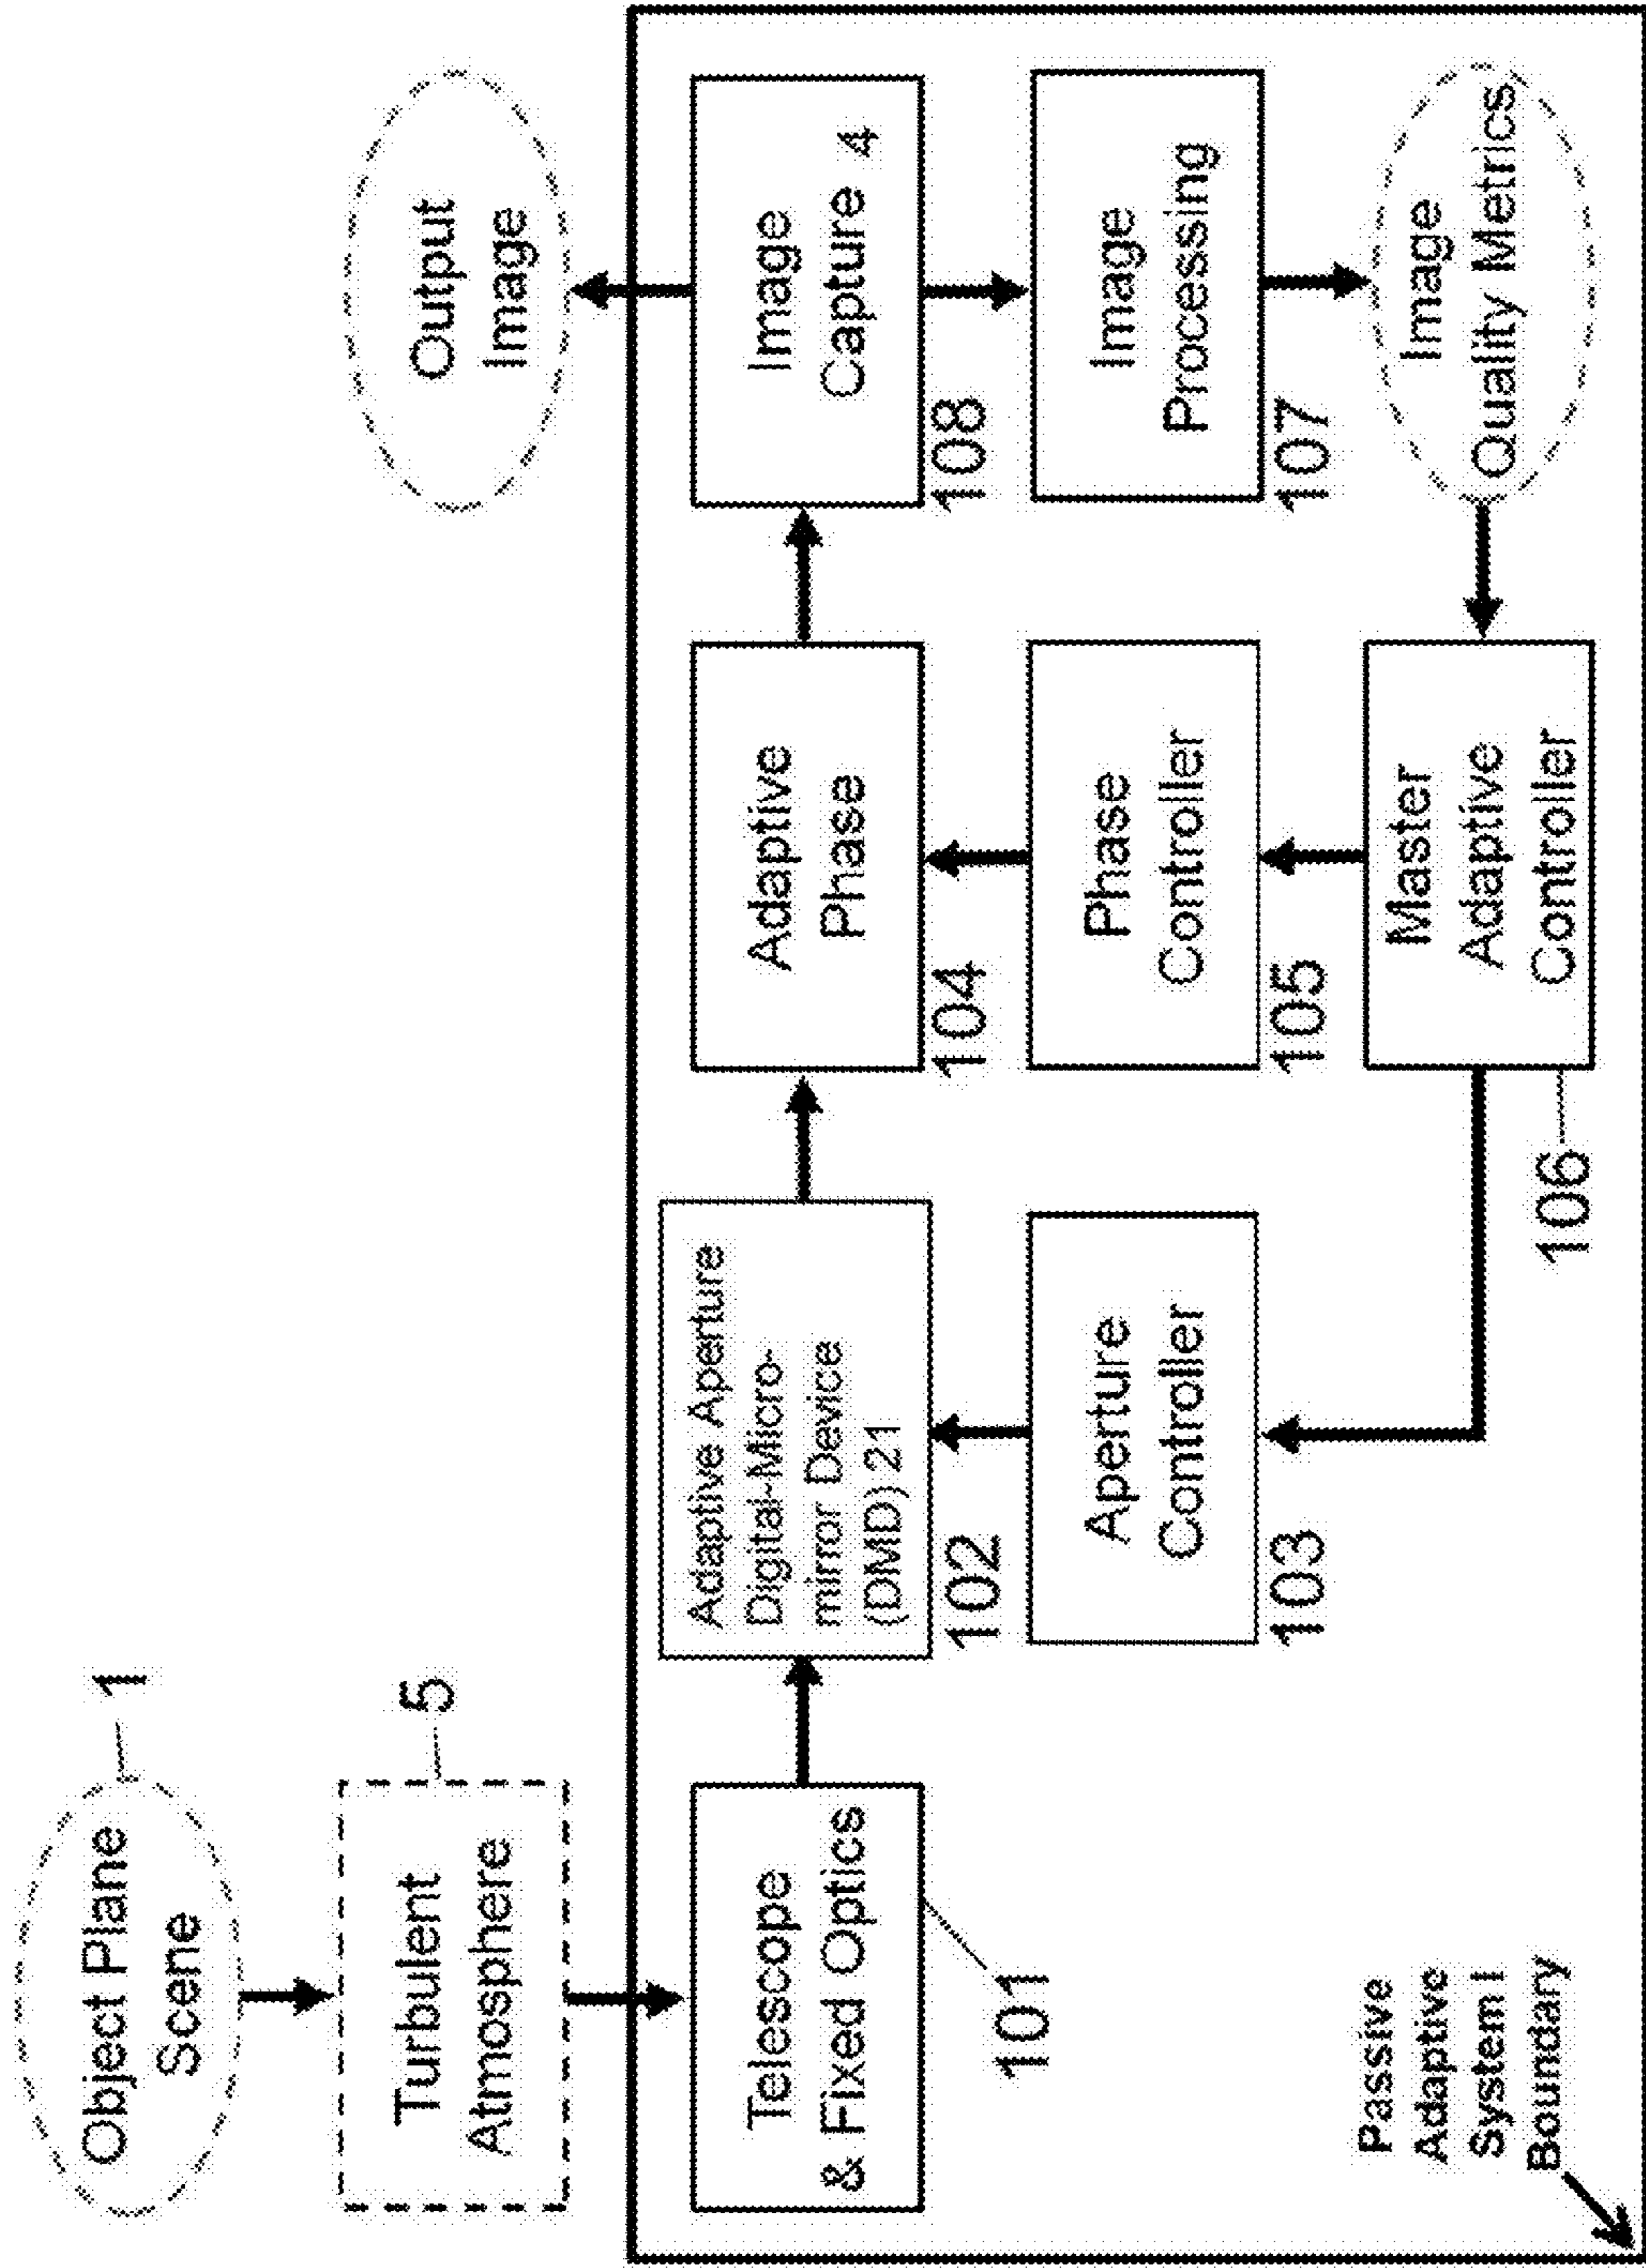 Object Plane
Scene
1
Turbulent
Atmosphere
5
Output
Image
Telescope
& Fixed Optics
101
Adaptive Aperture
Digital-Micro-
mirror Device
(DMD) 21
102
Adaptive
Phase
104
Image
Capture 4
108
Aperture
Controller
103
Phase
Controller
105
Image
Processing
107
Master
Adaptive
Controller
106
Image
Quality Metrics
Passive
Adaptive
System I
Boundary